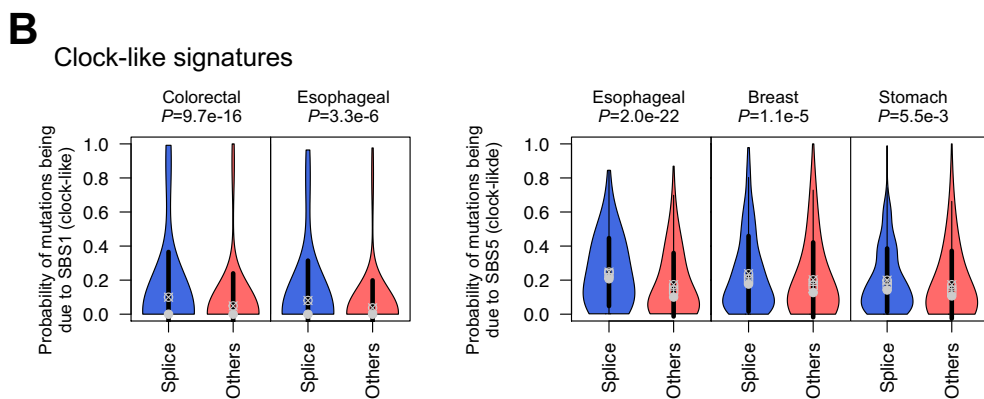 B
Clock-like signatures
Colorectal
P=9.7e-16
Esophageal
P=3.3e-6
Probability of mutations being
due to SBS1 (clock-like)
1.0
0.8
0.6
0.4
0.2
0.0
Splice
Others
Splice
Others
Esophageal
P=2.0e-22
Breast
P=1.1e-5
Stomach
P=5.5e-3
Probability of mutations being
due to SBS5 (clock-likde)
1.0
0.8
0.6
0.4
0.2
0.0
Splice
Others
Splice
Others
Splice
Others